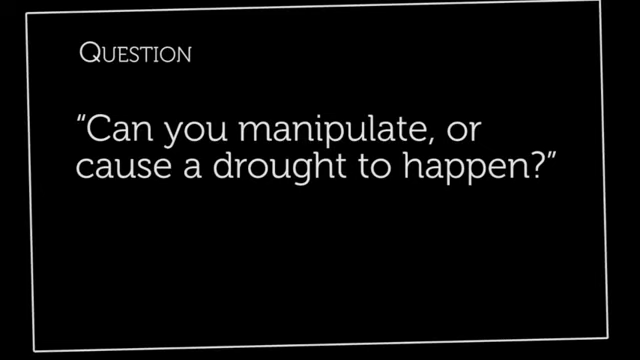 Question
“Can you manipulate, or
cause a drought to happen?”